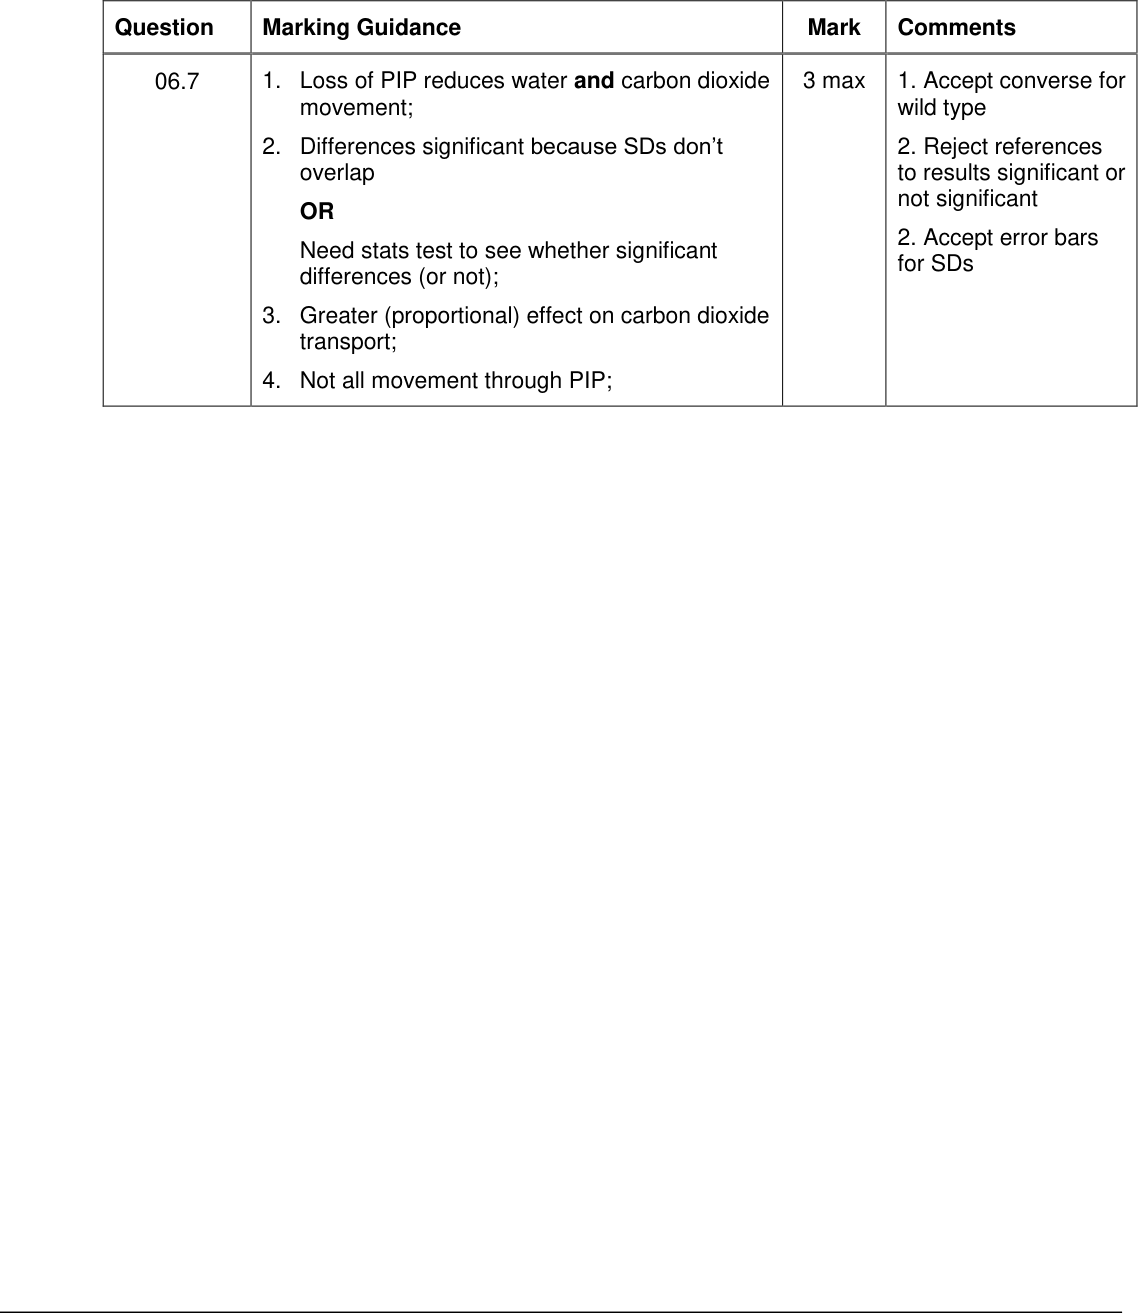 Question Marking Guidance Mark Comments
06.7 1. Loss of PIP reduces water and carbon dioxide 3 max 1. Accept converse for
movement; wild type
2. Differences significant because SDs don’t 2. Reject references
overlap to results significant or
OR not significant
Need stats test to see whether significant 2. Accept error bars
differences (or not); for SDs
3. Greater (proportional) effect on carbon dioxide
transport;
4. Not all movement through PIP;